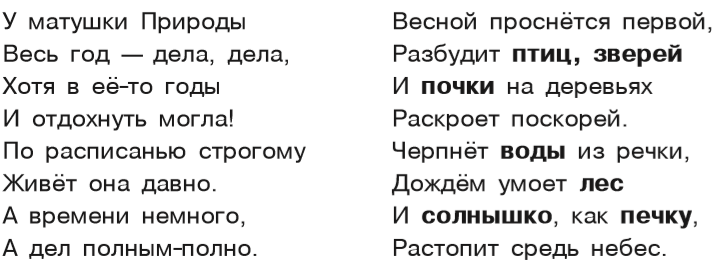 У матушки Природы
Весь год — дела, дела,
Хотя в её-то годы
И отдохнуть могла!
По расписанью строгому
Живёт она давно.
А времени немного,
А дел полным-полно.
Весной проснётся первой,
Разбудит птиц, зверей
И почки на деревьях
Раскроет поскорей.
Черпнёт воды из речки,
Дождём умоет лес
И солнышко, как печку,
Растопит средь небес.